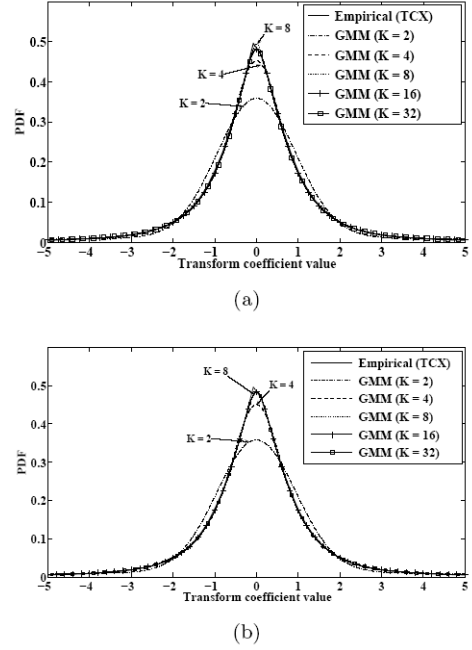 Empirical (TCX)
GMM (K = 2)
GMM (K = 4)
GMM (K = 8)
GMM (K = 16)
GMM (K = 32)
K = 8
K = 4
K = 2
PDF
0.5
0.4
0.3
0.2
0.1
0
−5 −4 −3 −2 −1 0 1 2 3 4 5
Transform coefficient value
(a)
Empirical (TCX)
GMM (K = 2)
GMM (K = 4)
GMM (K = 8)
GMM (K = 16)
GMM (K = 32)
K = 8
K = 4
K = 2
PDF
0.5
0.4
0.3
0.2
0.1
0
−5 −4 −3 −2 −1 0 1 2 3 4 5
Transform coefficient value
(b)